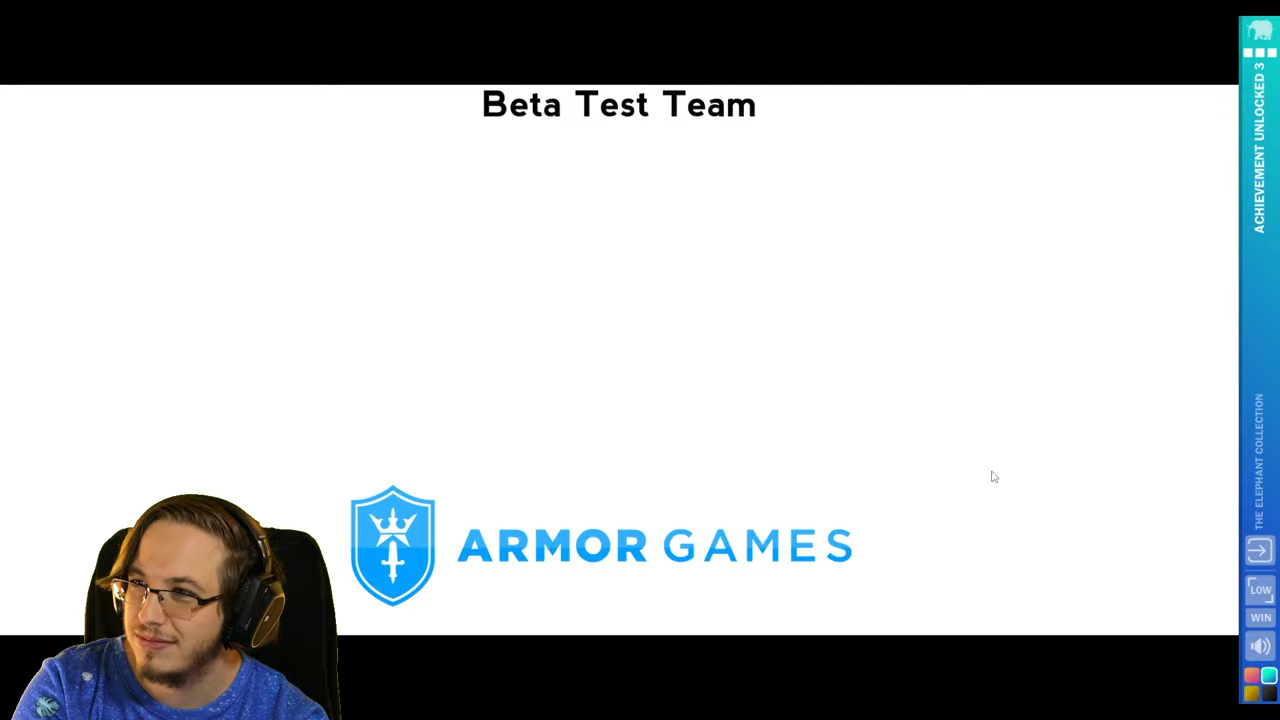 Beta Test Team
ARMOR GAMES
ACHIEVEMENT UNLOCKED 3
THE ELEPHANT COLLECTION
LOW
WIN